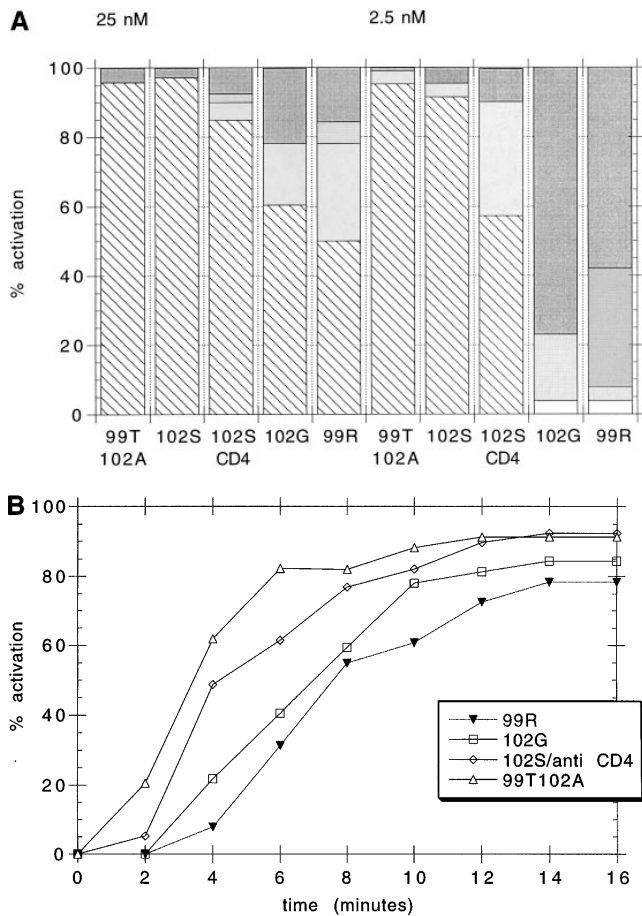 A
25 nM
2.5 nM
100
80
60
40
20
0
% activation
99T 102A
102S
102S CD4
102G
99R
99T 102A
102S
102S CD4
102G
99R
B
100
80
60
40
20
0
% activation
99R
102G
102S/anti CD4
99T102A
0 2 4 6 8 10 12 14 16
time (minutes)